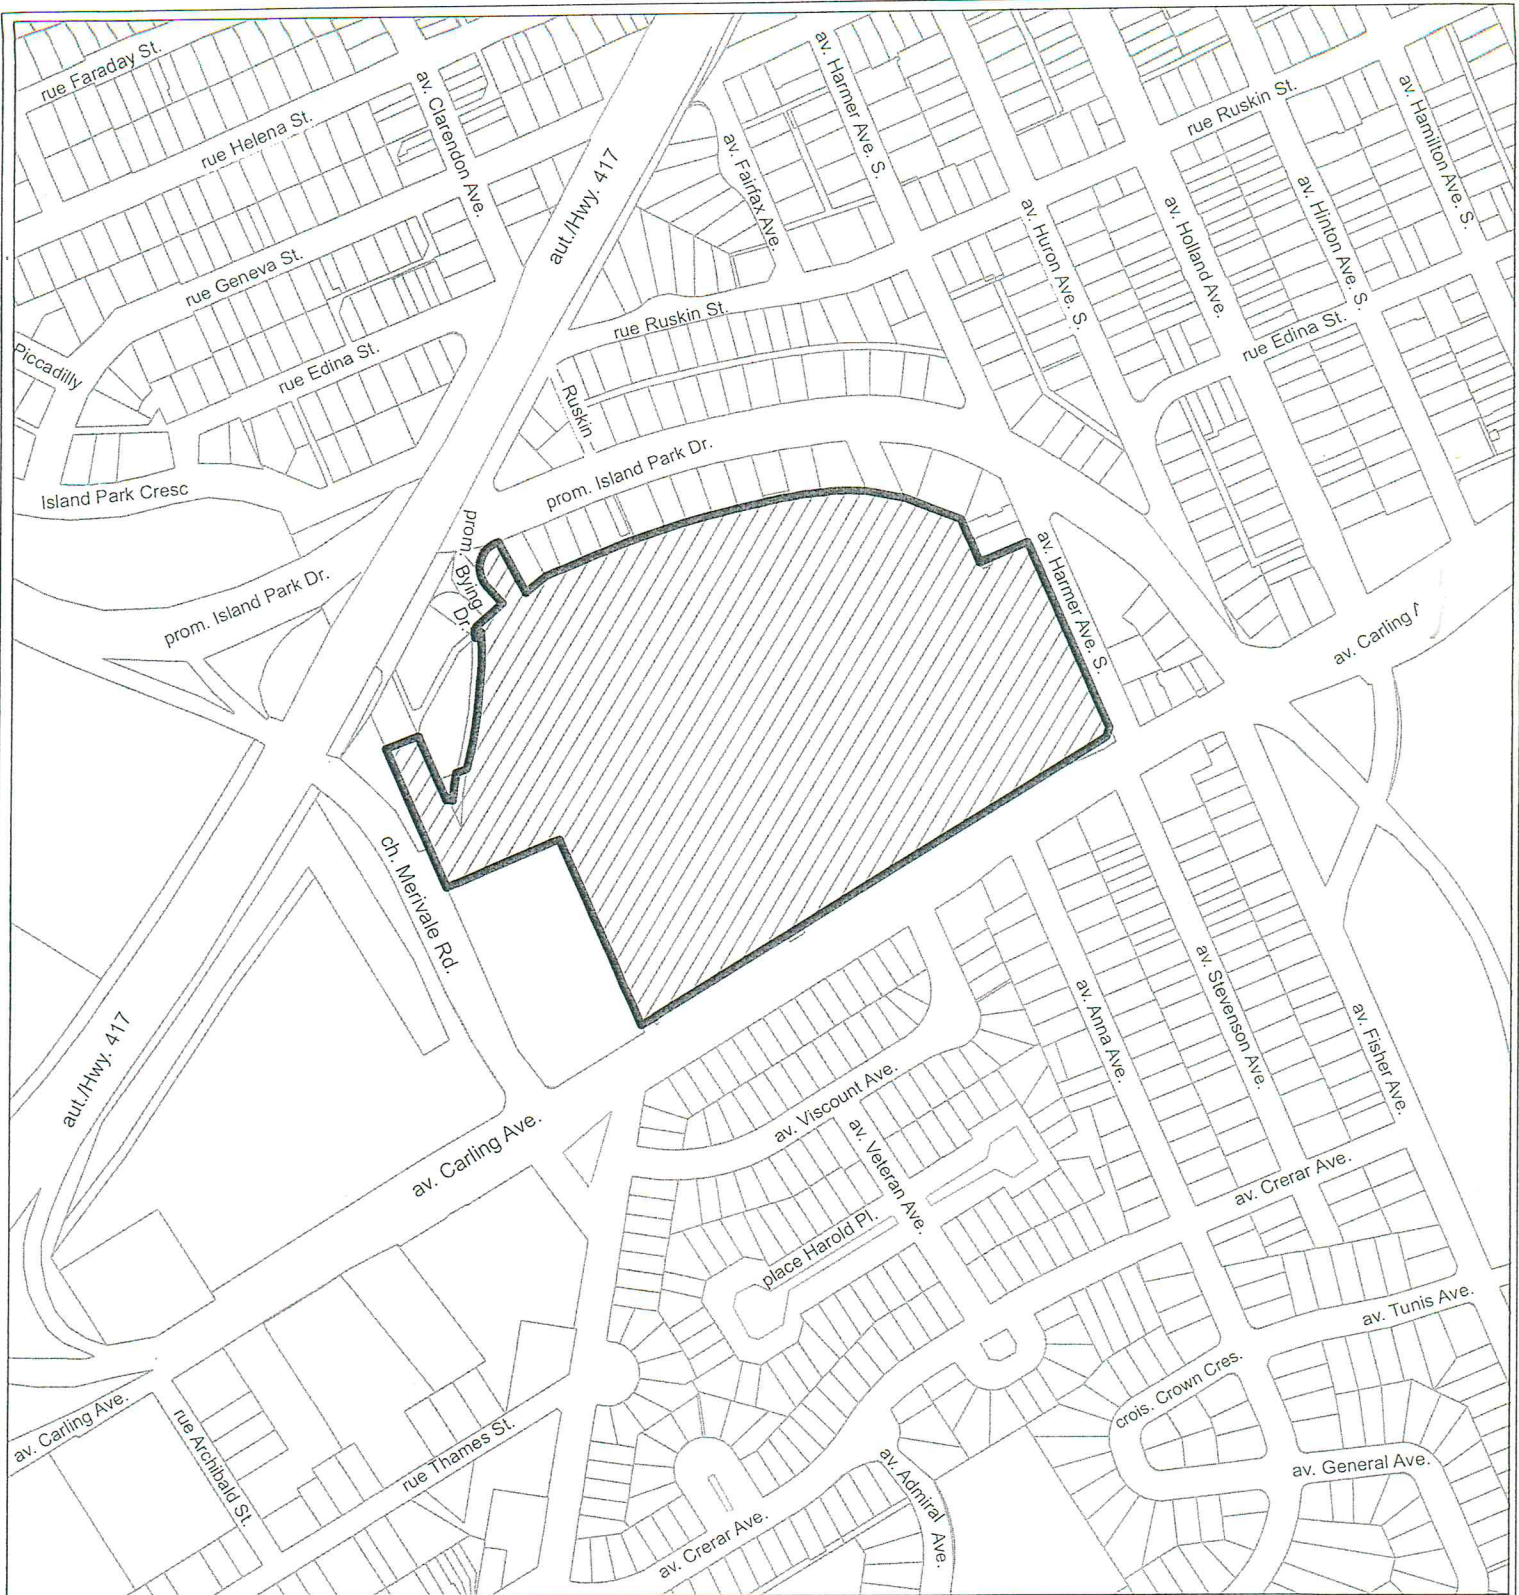 rue Faraday St.
rue Helena St.
av. Clarendon Ave.
aut./Hwy. 417
av. Harmer Ave. S.
av. Fairfax Ave.
rue Ruskin St.
av. Hamilton Ave. S.
av. Hinton Ave. S.
av. Holland Ave.
av. Huron Ave. S.
rue Geneva St.
rue Ruskin St.
rue Edina St.
Piccadilly
rue Edina St.
Ruskin
prom. Island Park Dr.
Island Park Cresc
prom. Bying Dr.
av. Harmer Ave. S.
prom. Island Park Dr.
av. Carling A
ch. Merivale Rd.
av. Anna Ave.
av. Stevenson Ave.
av. Fisher Ave.
aut./Hwy. 417
av. Viscount Ave.
av. Veteran Ave.
av. Carling Ave.
av. Crerar Ave.
place Harold Pl.
av. Tunis Ave.
crois. Crown Cres.
av. Carling Ave.
rue Archibald St.
rue Thames St.
av. Admiral Ave.
av. General Ave.
av. Crerar Ave.